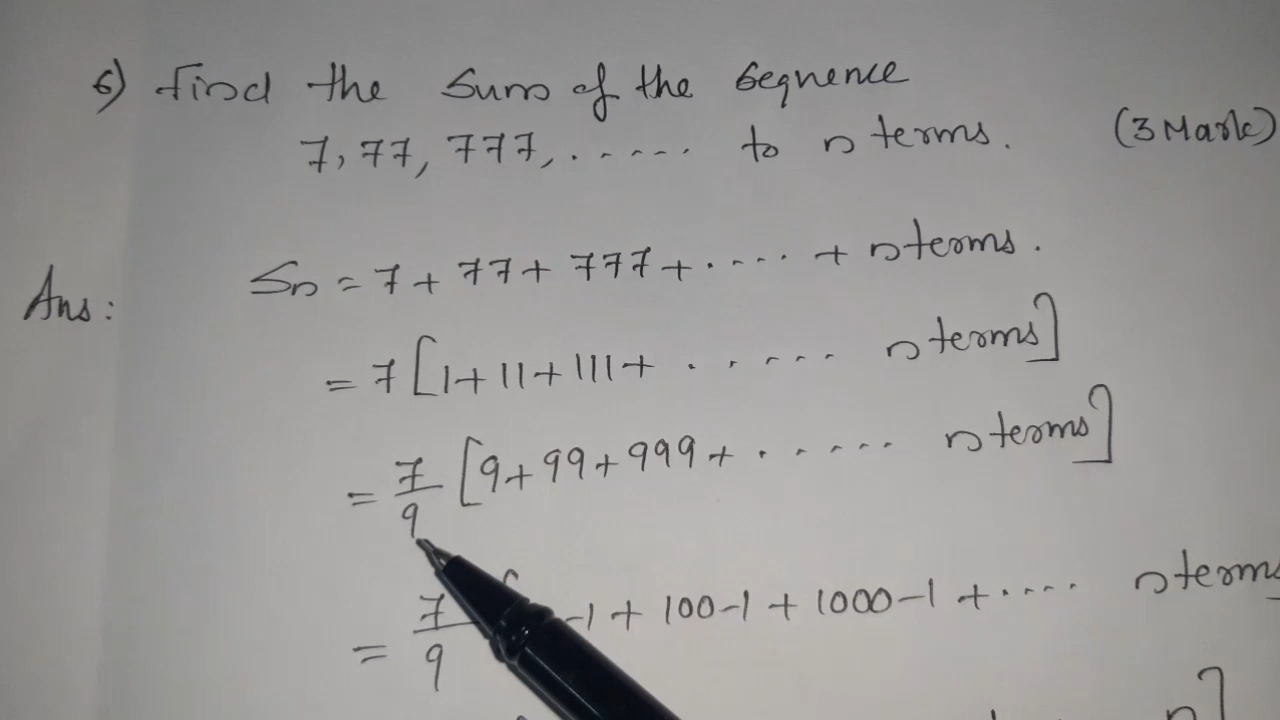 6) Find the Sum of the Sequence
7, 77, 777, ...... to n terms. (3 Mark)
Ans: Sn = 7 + 77 + 777 + ..... + n terms.
= 7 [1 + 11 + 111 + ...... n terms]
= 7/9 [9 + 99 + 999 + ...... n terms]
= 7/9 [ -1 + 100-1 + 1000-1 + .... n terms
n]